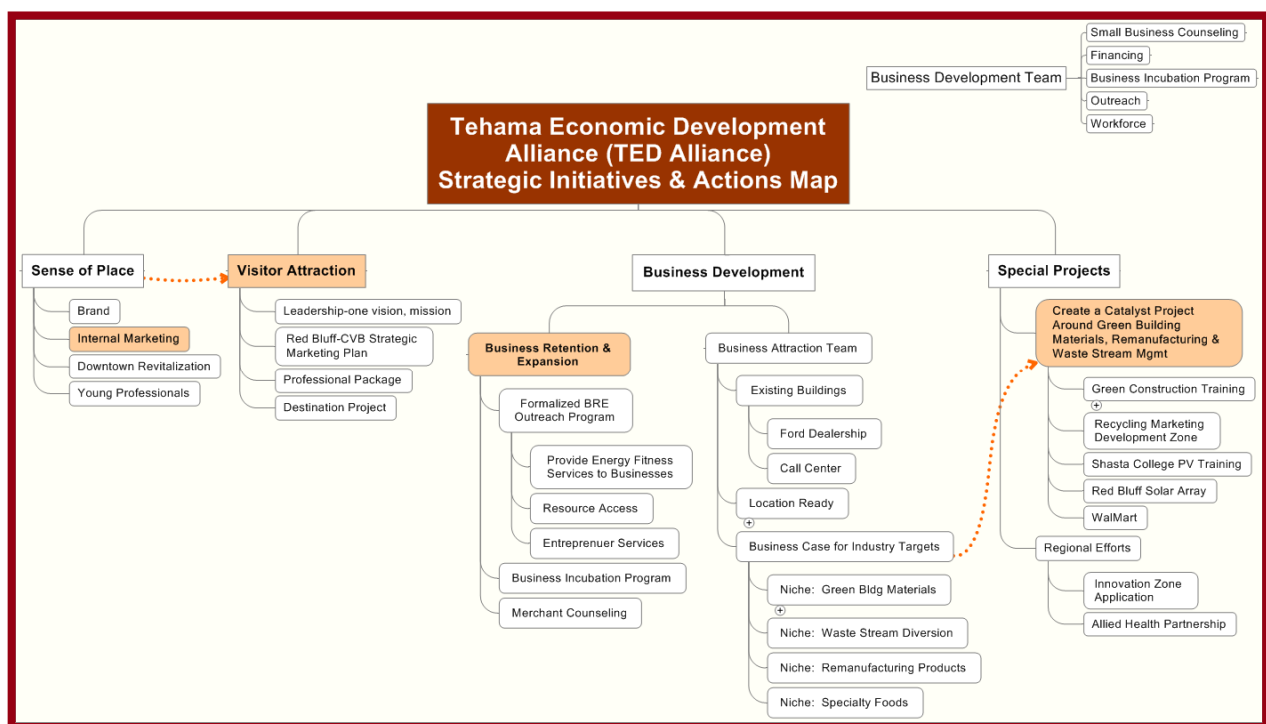 Small Business Counseling
Financing
Business Development Team
Business Incubation Program
Outreach
Workforce
Tehama Economic Development
Alliance (TED Alliance)
Strategic Initiatives & Actions Map
Sense of Place
Brand
Internal Marketing
Downtown Revitalization
Young Professionals
Visitor Attraction
Leadership-one vision, mission
Red Bluff-CVB Strategic
Marketing Plan
Professional Package
Destination Project
Business Development
Business Retention &
Expansion
Formalized BRE
Outreach Program
Provide Energy Fitness
Services to Businesses
Resource Access
Entreprenuer Services
Business Incubation Program
Merchant Counseling
Business Attraction Team
Existing Buildings
Ford Dealership
Call Center
Location Ready
Business Case for Industry Targets
Niche: Green Bldg Materials
Niche: Waste Stream Diversion
Niche: Remanufacturing Products
Niche: Specialty Foods
Special Projects
Create a Catalyst Project
Around Green Building
Materials, Remanufacturing &
Waste Stream Mgmt
Green Construction Training
Recycling Marketing
Development Zone
Shasta College PV Training
Red Bluff Solar Array
WalMart
Regional Efforts
Innovation Zone
Application
Allied Health Partnership